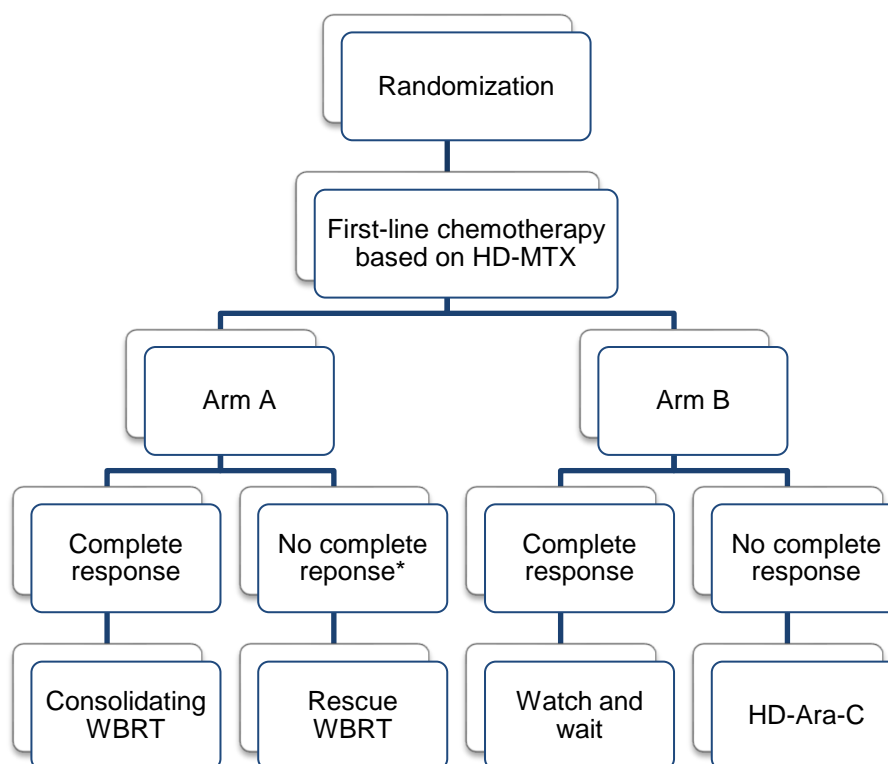 Randomization
First-line chemotherapy
based on HD-MTX
Arm A
Arm B
Complete
response
No complete
reponse*
Complete
response
No complete
response
Consolidating
WBRT
Rescue
WBRT
Watch and
wait
HD-Ara-C